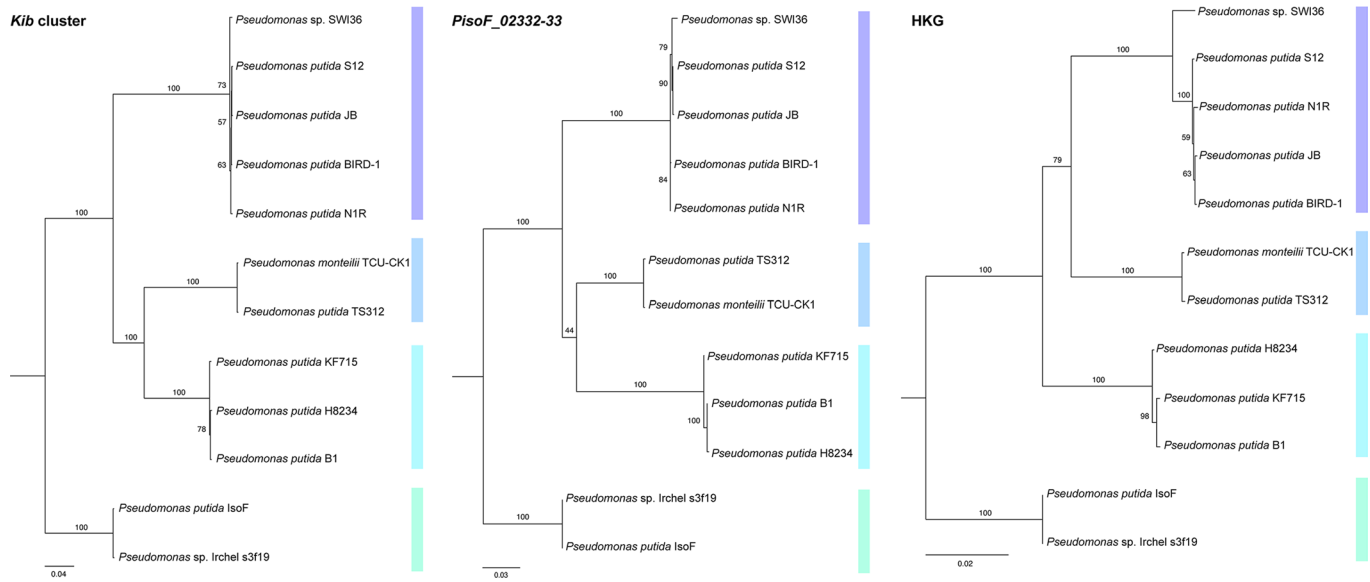 Kib cluster
Pseudomonas sp. SWI36
Pseudomonas putida S12
73
100
Pseudomonas putida JB
57
Pseudomonas putida BIRD-1
63
Pseudomonas putida N1R
100
Pseudomonas monteilii TCU-CK1
100
Pseudomonas putida TS312
100
Pseudomonas putida KF715
100
Pseudomonas putida H8234
78
Pseudomonas putida B1
Pseudomonas putida IsoF
100
Pseudomonas sp. Irchel s3f19
0.04
PisoF_02332-33
Pseudomonas sp. SWI36
79
Pseudomonas putida S12
90
100
Pseudomonas putida JB
Pseudomonas putida BIRD-1
84
Pseudomonas putida N1R
100
Pseudomonas putida TS312
100
Pseudomonas monteilii TCU-CK1
44
Pseudomonas putida KF715
100
Pseudomonas putida B1
100
Pseudomonas putida H8234
Pseudomonas sp. Irchel s3f19
100
Pseudomonas putida IsoF
0.03
HKG
Pseudomonas sp. SWI36
100
Pseudomonas putida S12
100
Pseudomonas putida N1R
59
Pseudomonas putida JB
79
63
Pseudomonas putida BIRD-1
Pseudomonas monteilii TCU-CK1
100
100
Pseudomonas putida TS312
Pseudomonas putida H8234
100
Pseudomonas putida KF715
98
Pseudomonas putida B1
Pseudomonas putida IsoF
100
Pseudomonas sp. Irchel s3f19
0.02